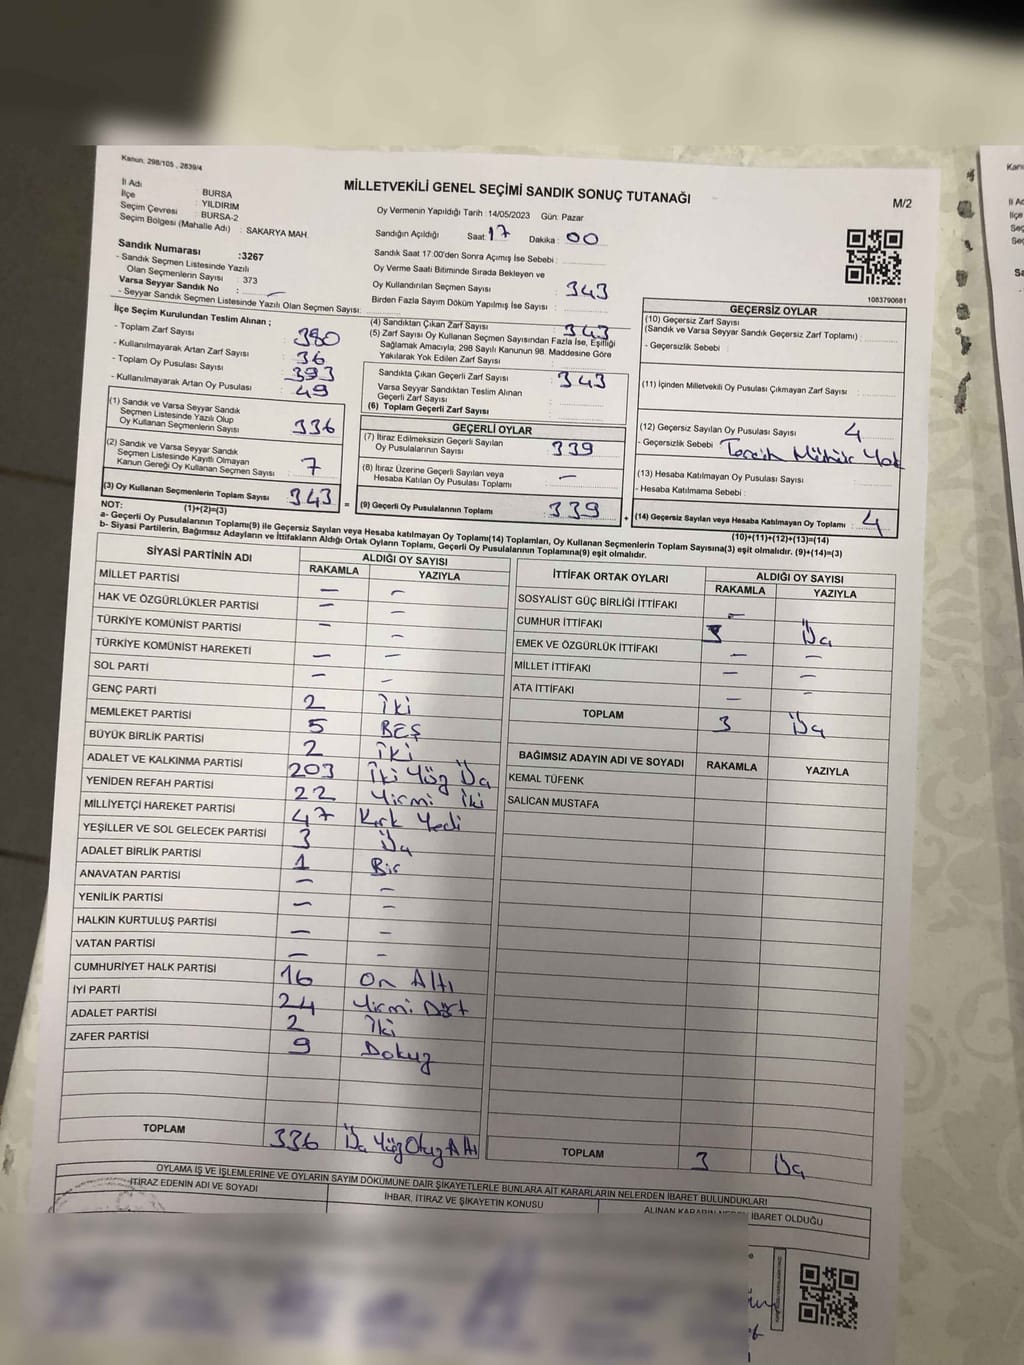 Kanun, 298/105 , 2839/4
MİLLETVEKİLİ GENEL SEÇİMİ SANDIK SONUÇ TUTANAĞI
M/2
İl Adı : BURSA
İlçe : YILDIRIM
Seçim Çevresi : BURSA-2
Seçim Bölgesi (Mahalle Adı) : SAKARYA MAH.
Oy Vermenin Yapıldığı Tarih :14/05/2023 Gün: Pazar
Sandığın Açıldığı Saat: 17 Dakika : 00
Sandık Saat 17:00'den Sonra Açımış İse Sebebi :
Oy Verme Saati Bitiminde Sırada Bekleyen ve
Oy Kullandırılan Seçmen Sayısı : 343
Birden Fazla Sayım Döküm Yapılmış İse Sayısı :
Sandık Numarası :3267
- Sandık Seçmen Listesinde Yazılı
Olan Seçmenlerin Sayısı : 373
Varsa Seyyar Sandık No : —
- Seyyar Sandık Seçmen Listesinde Yazılı Olan Seçmen Sayısı:
1083790681
İlçe Seçim Kurulundan Teslim Alınan ;
- Toplam Zarf Sayısı : 380
- Kullanılmayarak Artan Zarf Sayısı : 36
- Toplam Oy Pusulası Sayısı : 393
- Kullanılmayarak Artan Oy Pusulası : 49
(1) Sandık ve Varsa Seyyar Sandık
Seçmen Listesinde Yazılı Olup
Oy Kullanan Seçmenlerin Sayısı : 336
(2) Sandık ve Varsa Seyyar Sandık
Seçmen Listesinde Kayıtlı Olmayan
Kanun Gereği Oy Kullanan Seçmen Sayısı : 7
(3) Oy Kullanan Seçmenlerin Toplam Sayısı : 343
(1)+(2)=(3)
(4) Sandıktan Çıkan Zarf Sayısı : 343
(5) Zarf Sayısı Oy Kullanan Seçmen Sayısından Fazla İse, Eşitliği
Sağlamak Amacıyla, 298 Sayılı Kanunun 98. Maddesine Göre
Yakılarak Yok Edilen Zarf Sayısı :
Sandıkta Çıkan Geçerli Zarf Sayısı : 343
Varsa Seyyar Sandıktan Teslim Alınan
Geçerli Zarf Sayısı :
(6) Toplam Geçerli Zarf Sayısı :
GEÇERLİ OYLAR
(7) İtiraz Edilmeksizin Geçerli Sayılan
Oy Pusulalarının Sayısı : 339
(8) İtiraz Üzerine Geçerli Sayılan veya
Hesaba Katılan Oy Pusulası Toplamı : —
= (9) Geçerli Oy Pusulalarının Toplamı : 339
GEÇERSİZ OYLAR
(10) Geçersiz Zarf Sayısı
(Sandık ve Varsa Seyyar Sandık Geçersiz Zarf Toplamı) :
- Geçersizlik Sebebi :
(11) İçinden Milletvekili Oy Pusulası Çıkmayan Zarf Sayısı :
(12) Geçersiz Sayılan Oy Pusulası Sayısı : 4
- Geçersizlik Sebebi : Tercih Mühür Yok
(13) Hesaba Katılmayan Oy Pusulası Sayısı :
- Hesaba Katılmama Sebebi :
+ (14) Geçersiz Sayılan veya Hesaba Katılmayan Oy Toplamı : 4
(10)+(11)+(12)+(13)=(14)
NOT:
a- Geçerli Oy Pusulalarının Toplamı(9) ile Geçersiz Sayılan veya Hesaba katılmayan Oy Toplamı(14) Toplamları, Oy Kullanan Seçmenlerin Toplam Sayısına(3) eşit olmalıdır. (9)+(14)=(3)
b- Siyasi Partilerin, Bağımsız Adayların ve İttifakların Aldığı Ortak Oyların Toplamı, Geçerli Oy Pusulalarının Toplamına(9) eşit olmalıdır.
SİYASİ PARTİNİN ADI ALDIĞI OY SAYISI
RAKAMLA YAZIYLA
MİLLET PARTİSİ — —
HAK VE ÖZGÜRLÜKLER PARTİSİ — —
TÜRKİYE KOMÜNİST PARTİSİ — —
TÜRKİYE KOMÜNİST HAREKETİ — —
SOL PARTİ — —
GENÇ PARTİ 2 İki
MEMLEKET PARTİSİ 5 BEŞ
BÜYÜK BİRLİK PARTİSİ 2 İki
ADALET VE KALKINMA PARTİSİ 203 İki Yüz Üç
YENİDEN REFAH PARTİSİ 22 Yirmi İki
MİLLİYETÇİ HAREKET PARTİSİ 47 Kırk Yedi
YEŞİLLER VE SOL GELECEK PARTİSİ 3 Üç
ADALET BİRLİK PARTİSİ 1 Bir
ANAVATAN PARTİSİ — —
YENİLİK PARTİSİ — —
HALKIN KURTULUŞ PARTİSİ — —
VATAN PARTİSİ — —
CUMHURİYET HALK PARTİSİ 16 On Altı
İYİ PARTİ 24 Yirmi Dört
ADALET PARTİSİ 2 İki
ZAFER PARTİSİ 9 Dokuz
TOPLAM 336 Üç Yüz Otuz Altı
İTTİFAK ORTAK OYLARI ALDIĞI OY SAYISI
RAKAMLA YAZIYLA
SOSYALİST GÜÇ BİRLİĞİ İTTİFAKI —
CUMHUR İTTİFAKI 3 Üç
EMEK VE ÖZGÜRLÜK İTTİFAKI — —
MİLLET İTTİFAKI — —
ATA İTTİFAKI — —
TOPLAM 3 Üç
BAĞIMSIZ ADAYIN ADI VE SOYADI RAKAMLA YAZIYLA
KEMAL TÜFENK
SALİCAN MUSTAFA
TOPLAM 3 Üç
OYLAMA İŞ VE İŞLEMLERİNE VE OYLARIN SAYIM DÖKÜMÜNE DAİR ŞİKAYETLERLE BUNLARA AİT KARARLARIN NELERDEN İBARET BULUNDUKLARI
İTİRAZ EDENİN ADI VE SOYADI
İHBAR, İTİRAZ VE ŞİKAYETİN KONUSU
ALINAN KARARIN NEDEN İBARET OLDUĞU